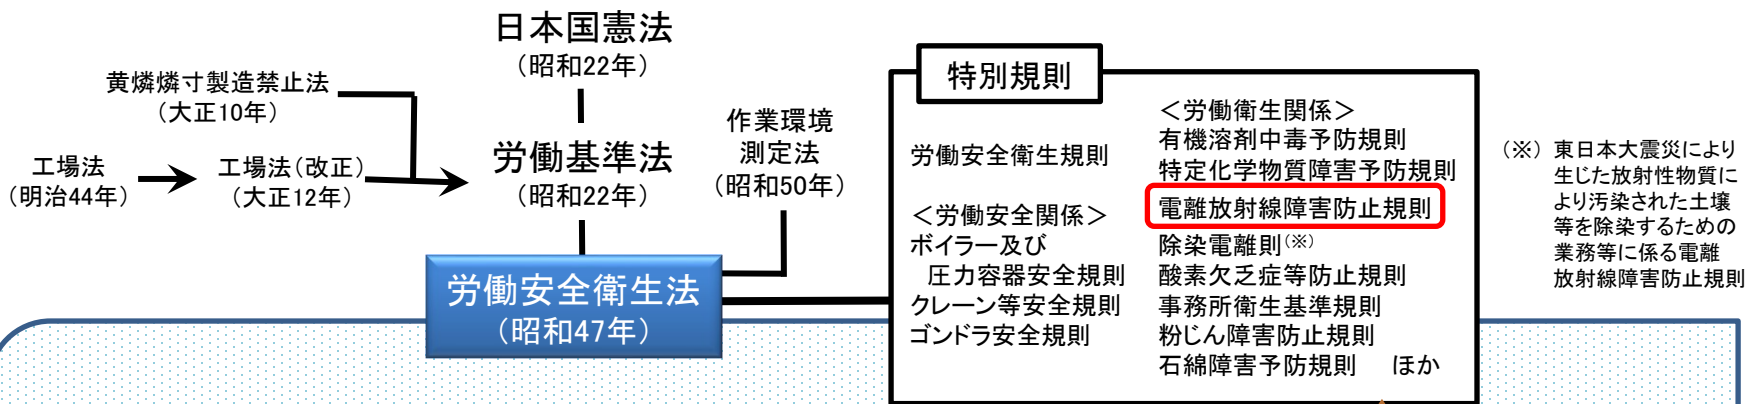 日本国憲法
（昭和22年）
黄燐燐寸製造禁止法
（大正10年）
工場法
（明治44年）
工場法（改正）
（大正12年）
労働基準法
（昭和22年）
作業環境
測定法
（昭和50年）
労働安全衛生法
（昭和47年）
特別規則
労働安全衛生規則
＜労働安全関係＞
ボイラー及び
圧力容器安全規則
クレーン等安全規則
ゴンドラ安全規則
＜労働衛生関係＞
有機溶剤中毒予防規則
特定化学物質障害予防規則
電離放射線障害防止規則
除染電離則（※）
酸素欠乏症等防止規則
事務所衛生基準規則
粉じん障害防止規則
石綿障害予防規則　ほか
（※）東日本大震災により
生じた放射性物質に
より汚染された土壌
等を除染するための
業務等に係る電離
放射線障害防止規則